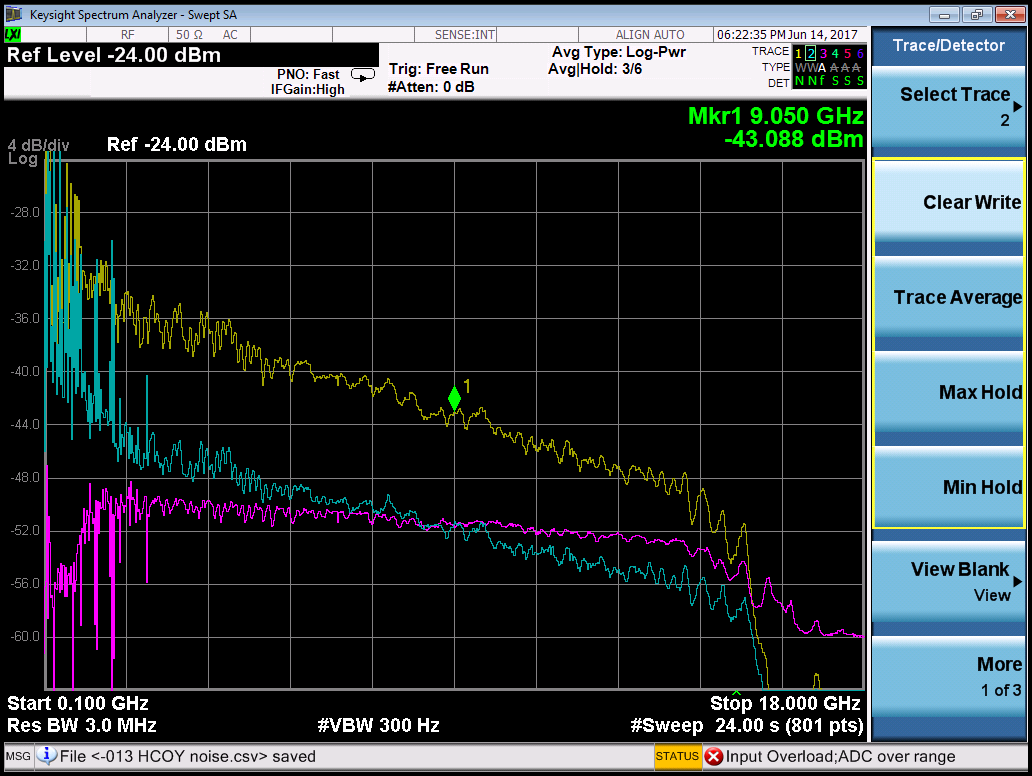 Keysight Spectrum Analyzer - Swept SA
LXI
RF 50 Ω AC SENSE:INT ALIGN AUTO 06:22:35 PM Jun 14, 2017
Ref Level -24.00 dBm
PNO: Fast
IFGain:High
Trig: Free Run
#Atten: 0 dB
Avg Type: Log-Pwr
Avg|Hold: 3/6
TRACE 1 2 3 4 5 6
TYPE W W A A A A
DET N N f S S S
Mkr1 9.050 GHz
-43.088 dBm
4 dB/div
Log
Ref -24.00 dBm
-28.0
-32.0
-36.0
-40.0
-44.0
-48.0
-52.0
-56.0
-60.0
1
Start 0.100 GHz
Stop 18.000 GHz
Res BW 3.0 MHz
#VBW 300 Hz
#Sweep 24.00 s (801 pts)
Trace/Detector
Select Trace
2
Clear Write
Trace Average
Max Hold
Min Hold
View Blank
View
More
1 of 3
MSG File <-013 HCOY noise.csv> saved
STATUS Input Overload;ADC over range